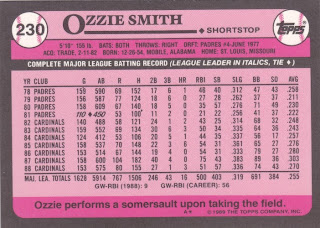 230
OZZIE SMITH
◆ SHORTSTOP
Topps
5'10" 150 lb. BATS: BOTH THROWS: RIGHT DRFT: PADRES #4-JUNE 1977
ACQ: TRADE, 2-11-82 BORN: 12-26-54, MOBILE, ALABAMA HOME: ST. LOUIS, MISSOURI
COMPLETE MAJOR LEAGUE BATTING RECORD (LEAGUE LEADER IN ITALICS, TIE ◆)
YR CLUB G AB R H 2B 3B HR RBI SB SLG BB SO AVG
78 PADRES 159 590 69 152 17 6 1 46 40 .312 47 43 .258
79 PADRES 156 587 77 124 18 6 0 27 28 .262 37 37 .211
80 PADRES 158 609 67 140 18 5 0 35 57 .276 71 49 .230
81 PADRES 110 ◆450 53 100 11 2 0 21 22 .256 41 37 .222
82 CARDINALS 140 488 58 121 24 1 2 43 25 .314 68 32 .248
83 CARDINALS 159 552 69 134 30 6 3 50 34 .335 64 36 .243
84 CARDINALS 124 412 53 106 20 5 1 44 35 .337 56 17 .257
85 CARDINALS 158 537 70 148 22 3 6 54 31 .361 65 27 .276
86 CARDINALS 153 514 67 144 19 4 0 54 31 .333 79 27 .280
87 CARDINALS 158 600 104 182 40 4 0 75 43 .383 89 36 .303
88 CARDINALS 153 575 80 155 27 1 3 51 57 .336 74 43 .270
MAJ. LEA. TOTALS 1628 5914 767 1506 246 43 16 500 403 .319 691 384 .255
GW-RBI (1988): 9 GW-RBI (CAREER): 56
Ozzie performs a somersault upon taking the field.
** © 1989 THE TOPPS COMPANY, INC.